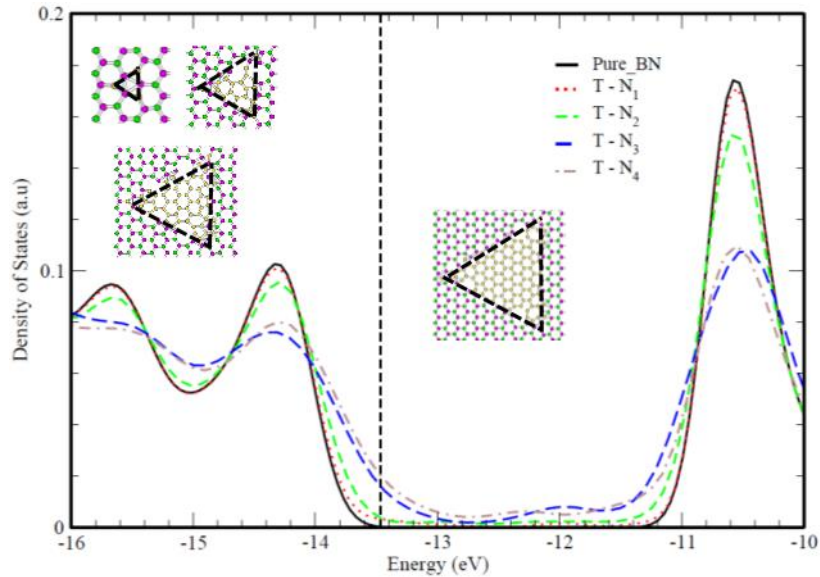 0.2
0.1
0
Density of States (a.u)
Pure_BN
T - N₁
T - N₂
T - N₃
T - N₄
-16 -15 -14 -13 -12 -11 -10
Energy (eV)